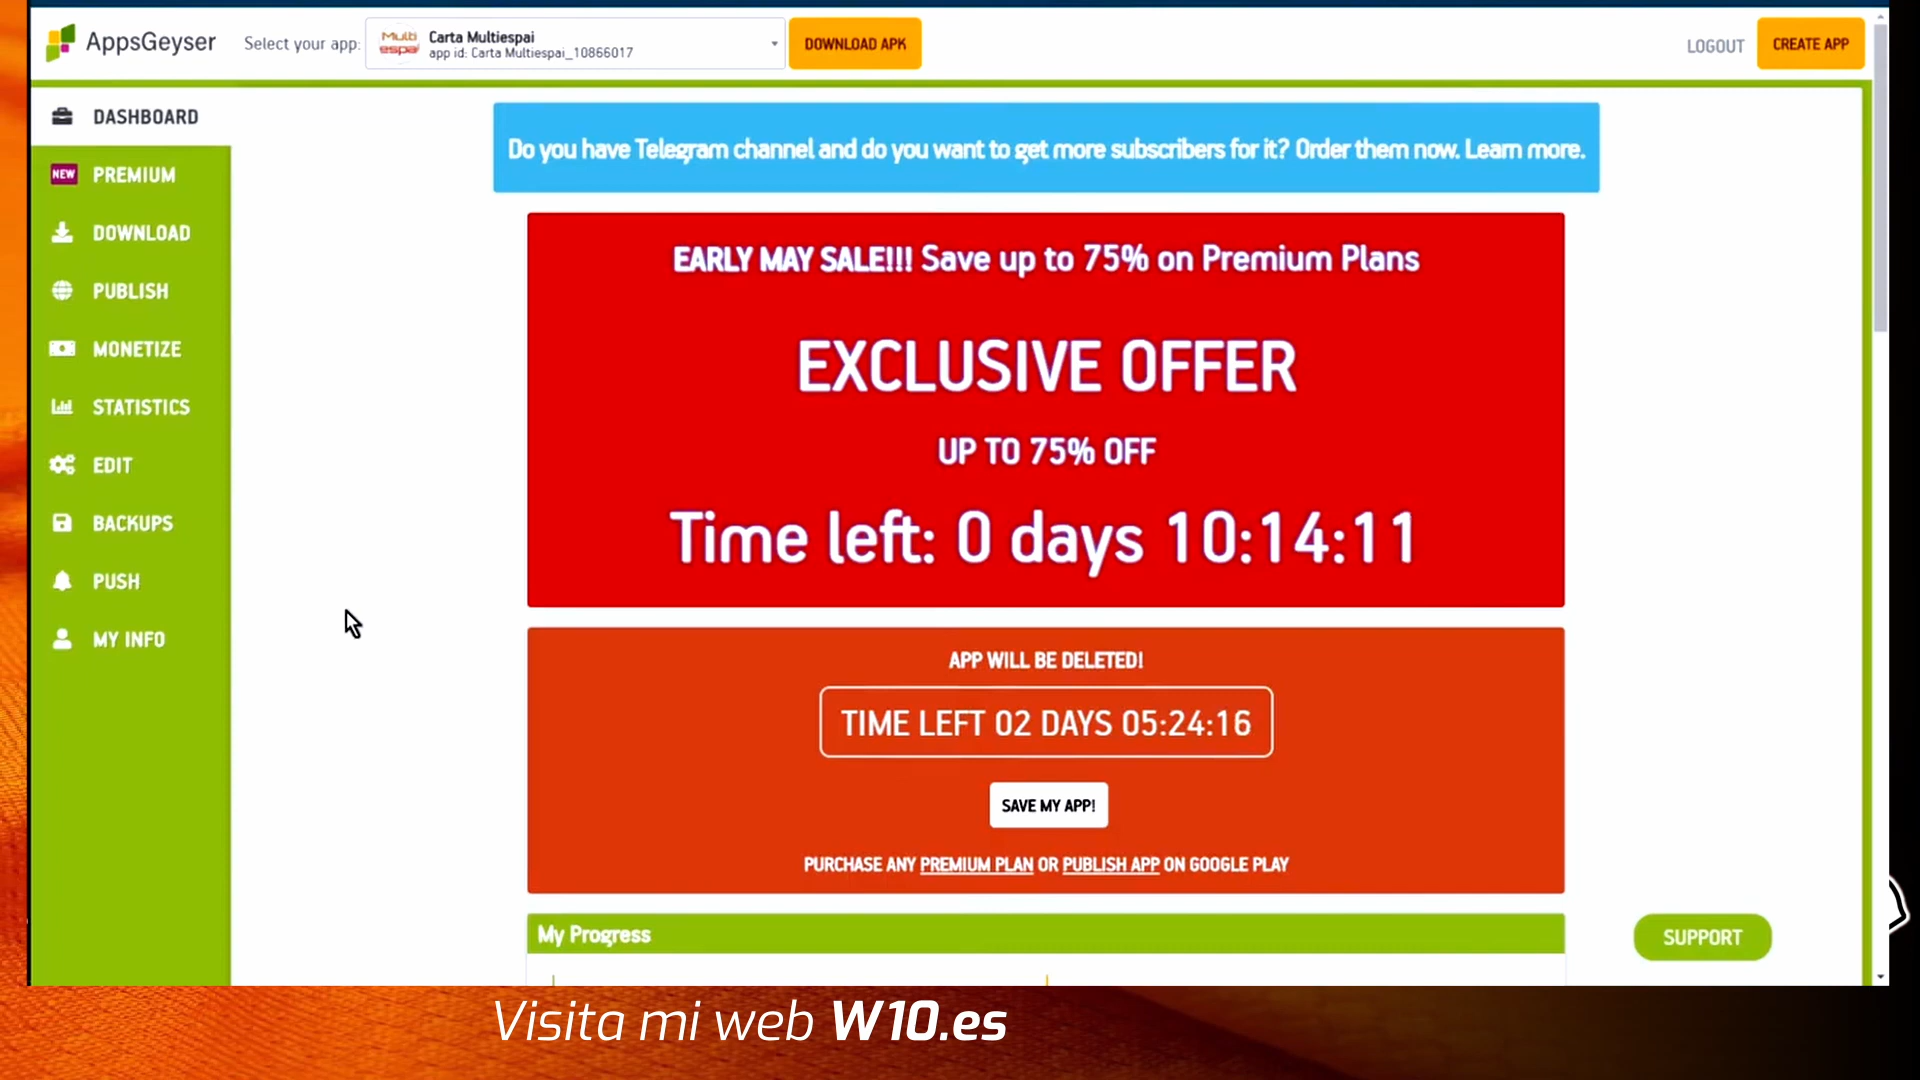 AppsGeyser
Select your app:
Multi
espai
Carta Multiespai
app id: Carta Multiespai_10866017
DOWNLOAD APK
LOGOUT
CREATE APP
DASHBOARD
NEW PREMIUM
DOWNLOAD
PUBLISH
MONETIZE
STATISTICS
EDIT
BACKUPS
PUSH
MY INFO
Do you have Telegram channel and do you want to get more subscribers for it? Order them now. Learn more.
EARLY MAY SALE!!! Save up to 75% on Premium Plans
EXCLUSIVE OFFER
UP TO 75% OFF
Time left: 0 days 10:14:11
APP WILL BE DELETED!
TIME LEFT 02 DAYS 05:24:16
SAVE MY APP!
PURCHASE ANY PREMIUM PLAN OR PUBLISH APP ON GOOGLE PLAY
My Progress
SUPPORT
Visita mi web W10.es